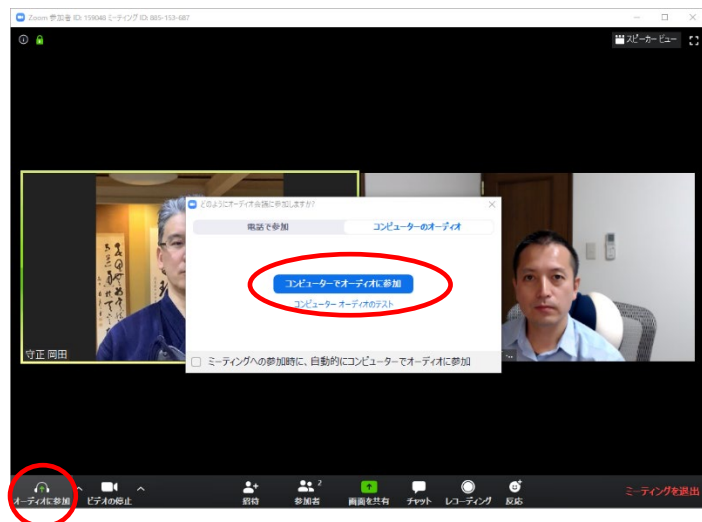 Zoom 参加者 ID: 159048 ミーティング ID: 885-153-687
スピーカー ビュー
どのようにオーディオ会議に参加しますか?
電話で参加
コンピューターのオーディオ
コンピューターでオーディオに参加
コンピューター オーディオのテスト
ミーティングへの参加時に、自動的にコンピューターでオーディオに参加
守正 岡田
オーディオに参加
ビデオの停止
招待
2
参加者
画面を共有
チャット
レコーディング
反応
ミーティングを退出